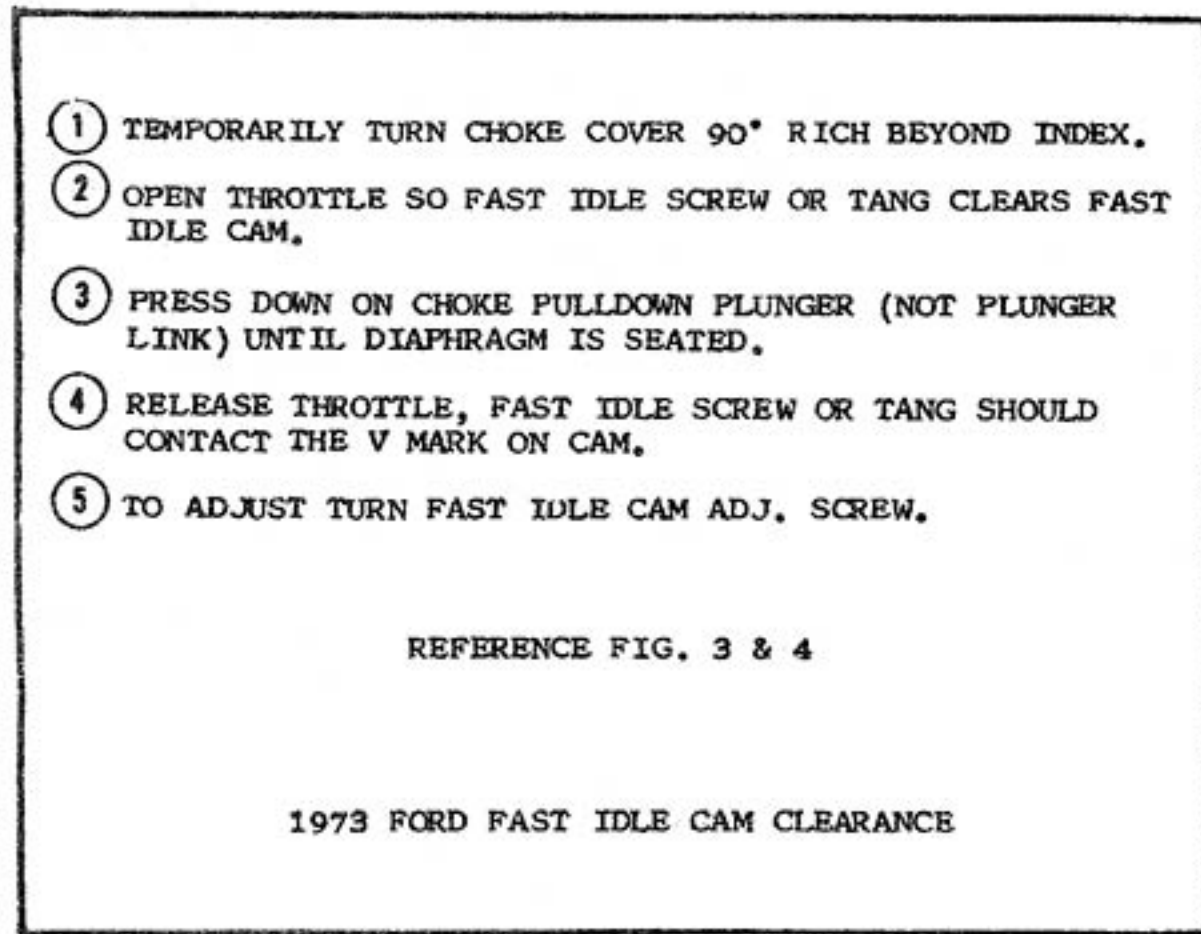 1 TEMPORARILY TURN CHOKE COVER 90° RICH BEYOND INDEX.
2 OPEN THROTTLE SO FAST IDLE SCREW OR TANG CLEARS FAST
IDLE CAM.
3 PRESS DOWN ON CHOKE PULLDOWN PLUNGER (NOT PLUNGER
LINK) UNTIL DIAPHRAGM IS SEATED.
4 RELEASE THROTTLE, FAST IDLE SCREW OR TANG SHOULD
CONTACT THE V MARK ON CAM.
5 TO ADJUST TURN FAST IDLE CAM ADJ. SCREW.
REFERENCE FIG. 3 & 4
1973 FORD FAST IDLE CAM CLEARANCE